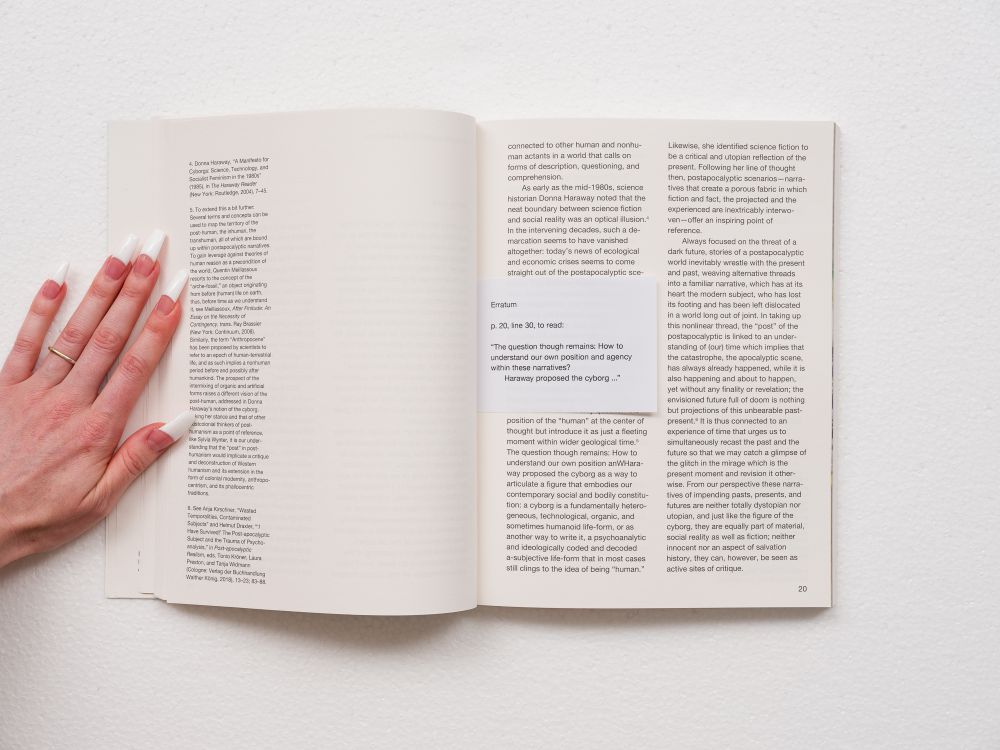 4. Donna Haraway, “A Manifesto for
Cyborgs: Science, Technology, and
Socialist Feminism in the 1980s”
(1985), in The Haraway Reader
(New York: Routledge, 2004), 7–45.
5. To extend this a bit further:
Several terms and concepts can be
used to map the territory of the
post-human, the inhuman, the
transhuman, all of which are bound
up within postapocalyptic narratives.
To gain leverage against theories of
human reason as a precondition of
the world, Quentin Meillassoux
resorts to the concept of the
“arche-fossil,” an object originating
from before (human) life on earth,
thus, before time as we understand
it, see Meillassoux, After Finitude: An
Essay on the Necessity of
Contingency, trans. Ray Brassier
(New York: Continuum, 2008).
Similarly, the term “Anthropocene”
has been proposed by scientists to
refer to an epoch of human-terrestrial
life, and as such implies a nonhuman
period before and possibly after
humankind. The prospect of the
intermixing of organic and artificial
forms raises a different vision of the
post-human, addressed in Donna
Haraway’s notion of the cyborg.
king her stance and that of other
postcolonial thinkers of post-
humanism as a point of reference,
like Sylvia Wynter, it is our under-
standing that the “post” in post-
humanism would implicate a critique
and deconstruction of Western
humanism and its extension in the
form of colonial modernity, anthropo-
centrism, and its phallocentric
traditions.
6. See Anja Kirschner, “Wasted
Temporalities, Contaminated
Subjects” and Helmut Draxler, “‘I
Have Survived!’ The Post-apocalyptic
Subject and the Trauma of Psycho-
analysis,” in Post-apocalyptic
Realism, eds. Tonio Kröner, Laura
Preston, and Tanja Widmann
(Cologne: Verlag der Buchhandlung
Walther König, 2018), 13–23; 83–88.
connected to other human and nonhu-
man actants in a world that calls on
forms of description, questioning, and
comprehension.
As early as the mid-1980s, science
historian Donna Haraway noted that the
neat boundary between science fiction
and social reality was an optical illusion.⁴
In the intervening decades, such a de-
marcation seems to have vanished
altogether: today’s news of ecological
and economic crises seems to come
straight out of the postapocalyptic sce-
Erratum
p. 20, line 30, to read:
“The question though remains: How to
understand our own position and agency
within these narratives?
Haraway proposed the cyborg ...”
position of the “human” at the center of
thought but introduce it as just a fleeting
moment within wider geological time.⁵
The question though remains: How to
understand our own position anWHara-
way proposed the cyborg as a way to
articulate a figure that embodies our
contemporary social and bodily constitu-
tion: a cyborg is a fundamentally hetero-
geneous, technological, organic, and
sometimes humanoid life-form, or as
another way to write it, a psychoanalytic
and ideologically coded and decoded
a-subjective life-form that in most cases
still clings to the idea of being “human.”
Likewise, she identified science fiction to
be a critical and utopian reflection of the
present. Following her line of thought
then, postapocalyptic scenarios—narra-
tives that create a porous fabric in which
fiction and fact, the projected and the
experienced are inextricably interwo-
ven—offer an inspiring point of
reference.
Always focused on the threat of a
dark future, stories of a postapocalyptic
world inevitably wrestle with the present
and past, weaving alternative threads
into a familiar narrative, which has at its
heart the modern subject, who has lost
its footing and has been left dislocated
in a world long out of joint. In taking up
this nonlinear thread, the “post” of the
postapocalyptic is linked to an under-
standing of (our) time which implies that
the catastrophe, the apocalyptic scene,
has always already happened, while it is
also happening and about to happen,
yet without any finality or revelation; the
envisioned future full of doom is nothing
but projections of this unbearable past-
present.⁶ It is thus connected to an
experience of time that urges us to
simultaneously recast the past and the
future so that we may catch a glimpse of
the glitch in the mirage which is the
present moment and revision it other-
wise. From our perspective these narra-
tives of impending pasts, presents, and
futures are neither totally dystopian nor
utopian, and just like the figure of the
cyborg, they are equally part of material,
social reality as well as fiction; neither
innocent nor an aspect of salvation
history, they can, however, be seen as
active sites of critique.
20